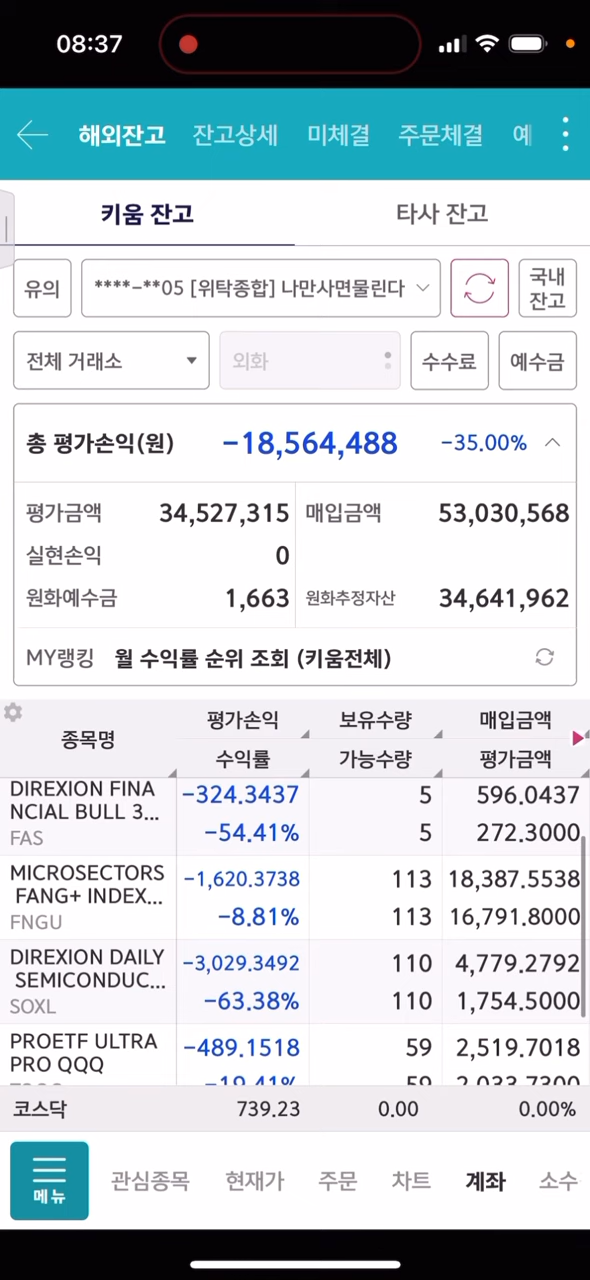 08:37
해외잔고 잔고상세 미체결 주문체결 예
키움 잔고 타사 잔고
유의 ****-**05 [위탁종합] 나만사면물린다 국내 잔고
전체 거래소 외화 수수료 예수금
총 평가손익(원) -18,564,488 -35.00%
평가금액 34,527,315 매입금액 53,030,568
실현손익 0
원화예수금 1,663 원화추정자산 34,641,962
MY랭킹 월 수익률 순위 조회 (키움전체)
종목명 평가손익 보유수량 매입금액
수익률 가능수량 평가금액
DIREXION FINA -324.3437 5 596.0437
NCIAL BULL 3... -54.41% 5 272.3000
FAS
MICROSECTORS -1,620.3738 113 18,387.5538
FANG+ INDEX... -8.81% 113 16,791.8000
FNGU
DIREXION DAILY -3,029.3492 110 4,779.2792
SEMICONDUC... -63.38% 110 1,754.5000
SOXL
PROETF ULTRA -489.1518 59 2,519.7018
PRO QQQ -19.41% 59 2,033.7300
코스닥 739.23 0.00 0.00%
메뉴 관심종목 현재가 주문 차트 계좌 소수